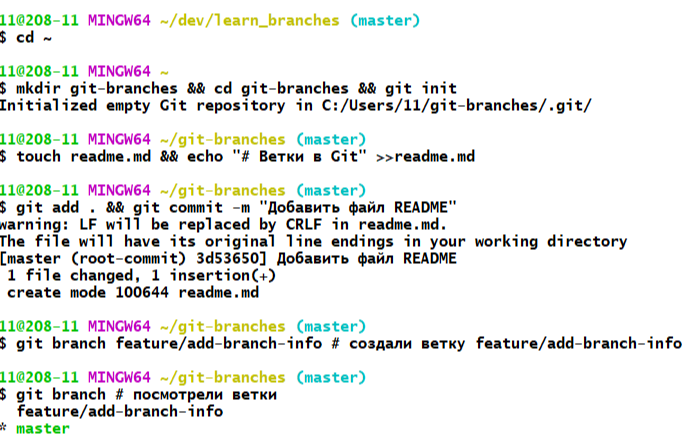 11@208-11 MINGW64 ~/dev/learn_branches (master)
$ cd ~
11@208-11 MINGW64 ~
$ mkdir git-branches && cd git-branches && git init
Initialized empty Git repository in C:/Users/11/git-branches/.git/
11@208-11 MINGW64 ~/git-branches (master)
$ touch readme.md && echo "# Ветки в Git" >>readme.md
11@208-11 MINGW64 ~/git-branches (master)
$ git add . && git commit -m "Добавить файл README"
warning: LF will be replaced by CRLF in readme.md.
The file will have its original line endings in your working directory
[master (root-commit) 3d53650] Добавить файл README
1 file changed, 1 insertion(+)
create mode 100644 readme.md
11@208-11 MINGW64 ~/git-branches (master)
$ git branch feature/add-branch-info # создали ветку feature/add-branch-info
11@208-11 MINGW64 ~/git-branches (master)
$ git branch # посмотрели ветки
feature/add-branch-info
* master